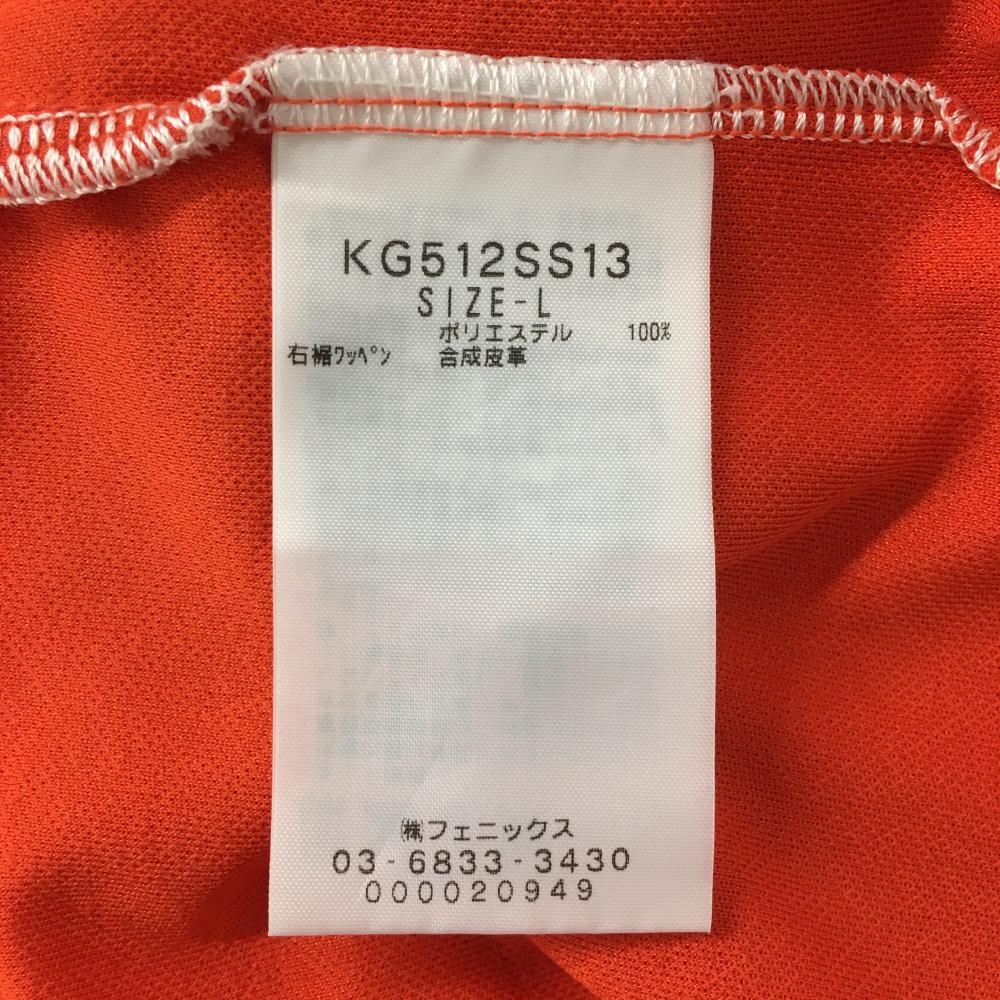 KG512SS13
SIZE-L
ポリエステル 100%
右裾ﾜｯﾍﾟﾝ 合成皮革
㈱フェニックス
03-6833-3430
000020949